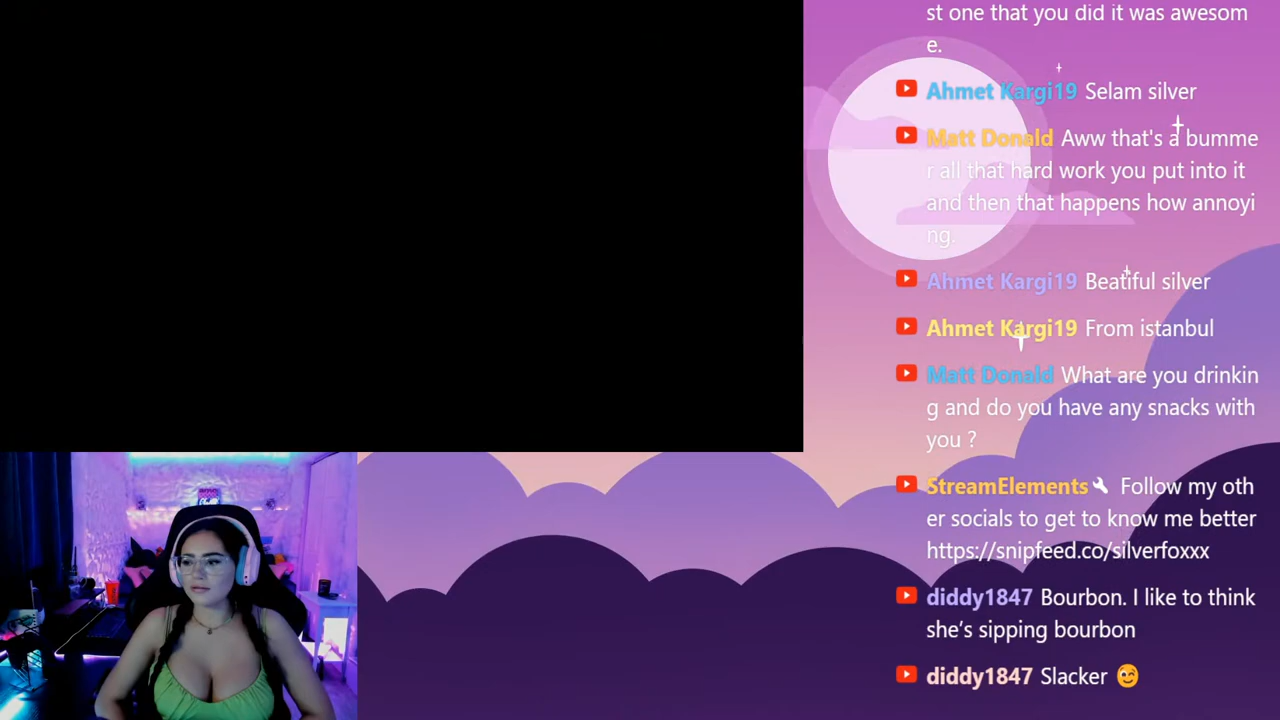 st one that you did it was awesom
e.
Ahmet Kargi19 Selam silver
Matt Donald Aww that's a bumme
r all that hard work you put into it
and then that happens how annoyi
ng.
Ahmet Kargi19 Beatiful silver
Ahmet Kargi19 From istanbul
Matt Donald What are you drinkin
g and do you have any snacks with
you ?
StreamElements Follow my oth
er socials to get to know me better
https://snipfeed.co/silverfoxxx
diddy1847 Bourbon. I like to think
she’s sipping bourbon
diddy1847 Slacker 😊